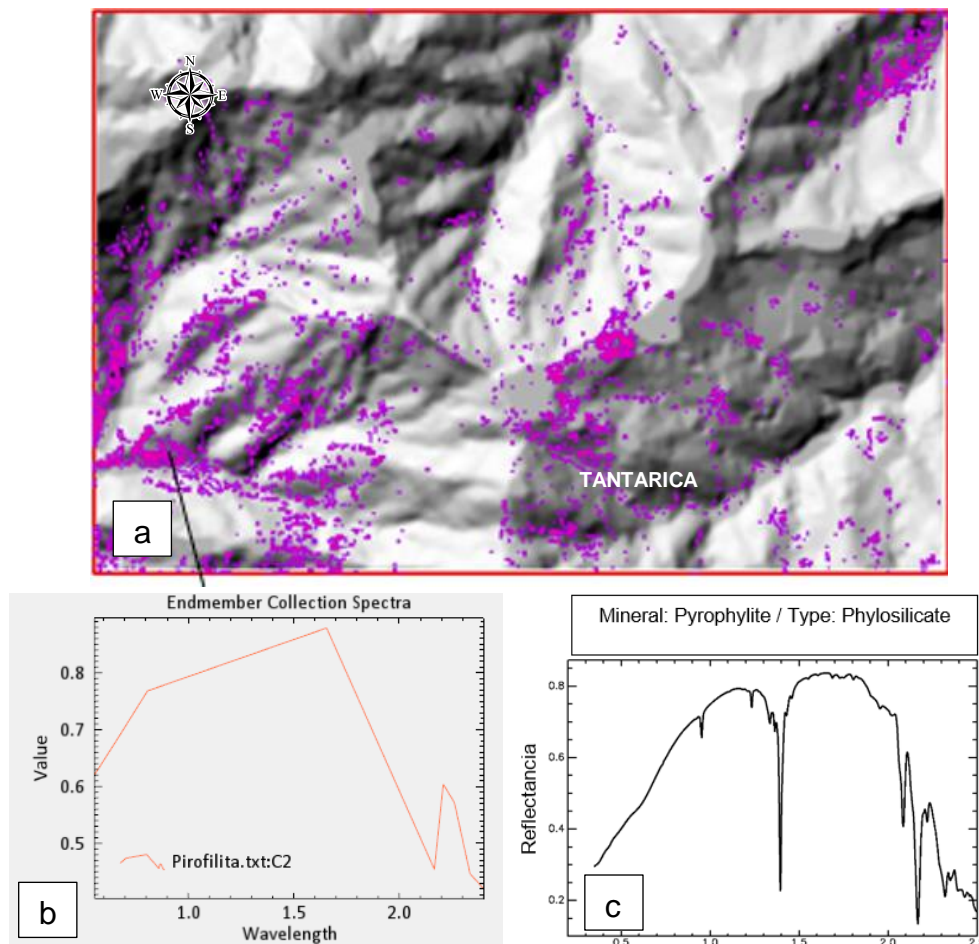 N
W E
S
TANTARICA
a
Endmember Collection Spectra
0.8
0.7
0.6
0.5
Value
Pirofilita.txt:C2
1.0 1.5 2.0
Wavelength
b
Mineral: Pyrophylite / Type: Phylosilicate
0.8
0.6
0.4
0.2
Reflectancia
c
0.5 1.0 1.5 2.0